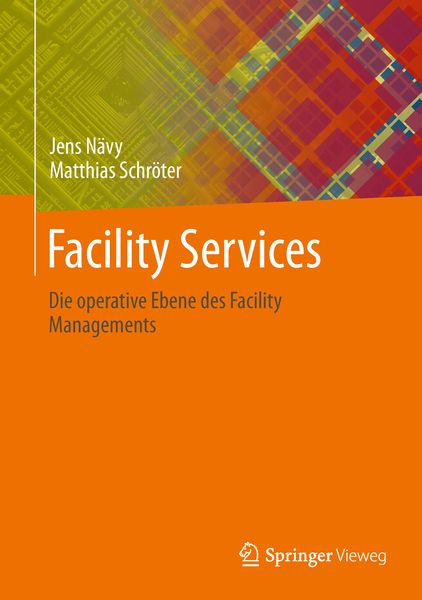 Jens Nävy
Matthias Schröter
Facility Services
Die operative Ebene des Facility
Managements
Springer Vieweg